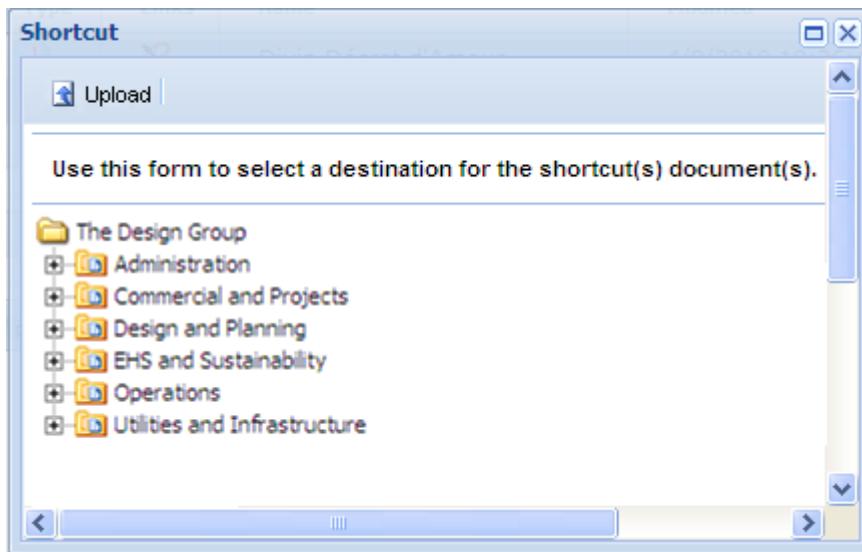 Shortcut
Upload
Use this form to select a destination for the shortcut(s) document(s).
The Design Group
Administration
Commercial and Projects
Design and Planning
EHS and Sustainability
Operations
Utilities and Infrastructure